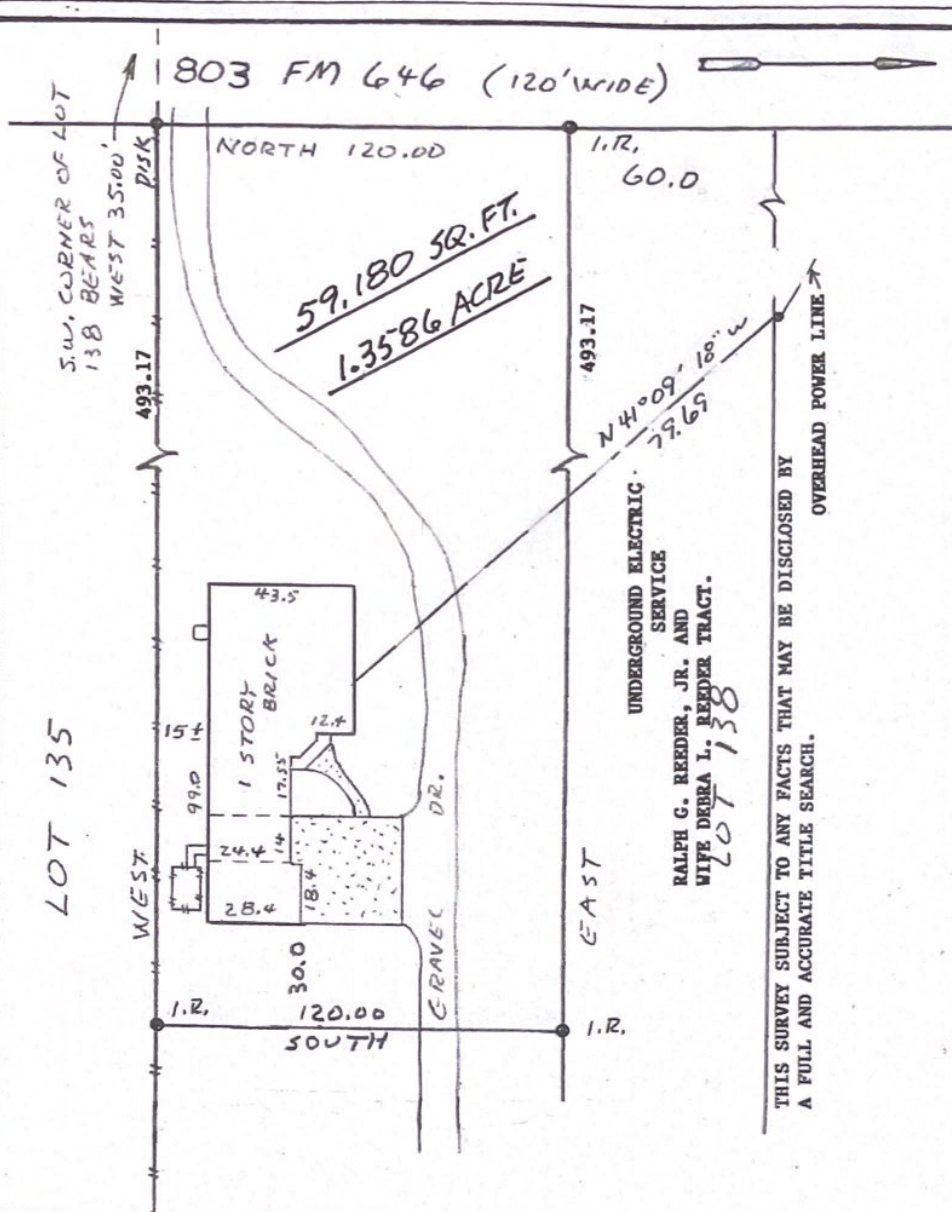 803 FM 646 (120' WIDE)
S.W. CORNER OF LOT
138 BEARS
WEST 35.00'
DISK
NORTH 120.00
I.R.
60.0
59,180 SQ. FT.
1.3586 ACRE
493.17
493.17
N 41°09'-10" W
79.69
OVERHEAD POWER LINE
43.5
1 STORY
BRICK
12.4
17.55
15±
99.0
24.4
14
18.4
28.4
30.0
GRAVEL DR.
LOT 135
WEST
EAST
UNDERGROUND ELECTRIC
SERVICE
RALPH G. REEDER, JR. AND
WIFE DEBRA L. REEDER TRACT.
LOT 138
I.R.
120.00
SOUTH
I.R.
THIS SURVEY SUBJECT TO ANY FACTS THAT MAY BE DISCLOSED BY
A FULL AND ACCURATE TITLE SEARCH.